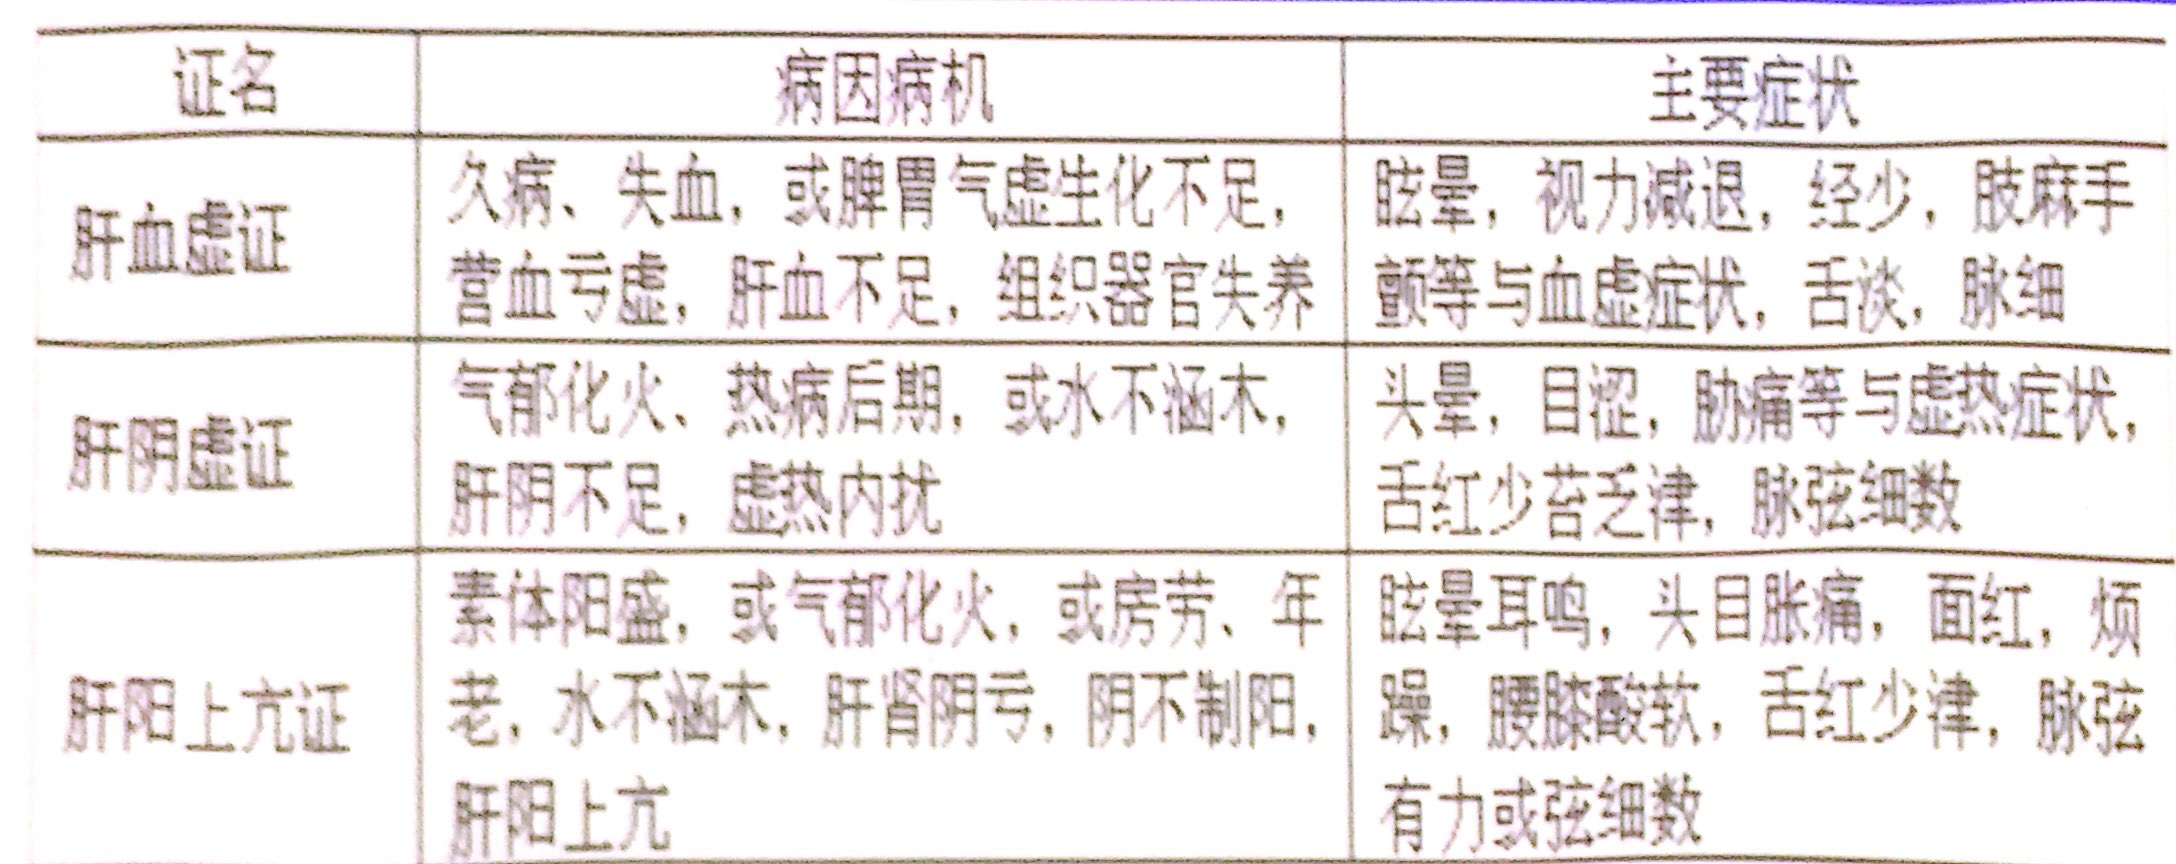 证名 病因病机 主要症状
肝血虚证
久病、失血，或脾胃气虚生化不足，
营血亏虚，肝血不足，组织器官失养
眩晕，视力减退，经少，肢麻手
颤等与血虚症状，舌淡，脉细
肝阴虚证
气郁化火、热病后期，或水不涵木，
肝阴不足，虚热内扰
头晕，目涩，胁痛等与虚热症状，
舌红少苔乏津，脉弦细数
肝阳上亢证
素体阳盛，或气郁化火，或房劳、年
老，水不涵木，肝肾阴亏，阴不制阳，
肝阳上亢
眩晕耳鸣，头目胀痛，面红，烦
躁，腰膝酸软，舌红少津，脉弦
有力或弦细数